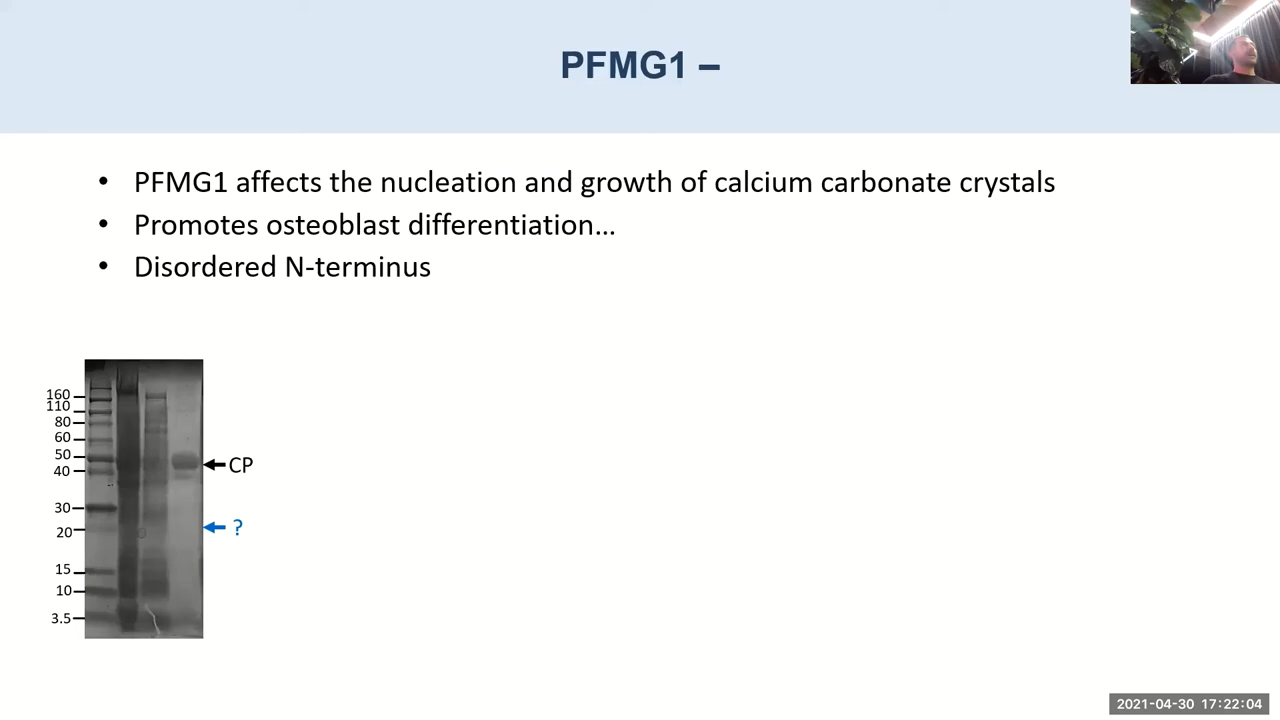 PFMG1 –
• PFMG1 affects the nucleation and growth of calcium carbonate crystals
• Promotes osteoblast differentiation...
• Disordered N-terminus
160
110
80
60
50
40
30
20
15
10
3.5
CP
?
2021-04-30 17:22:04